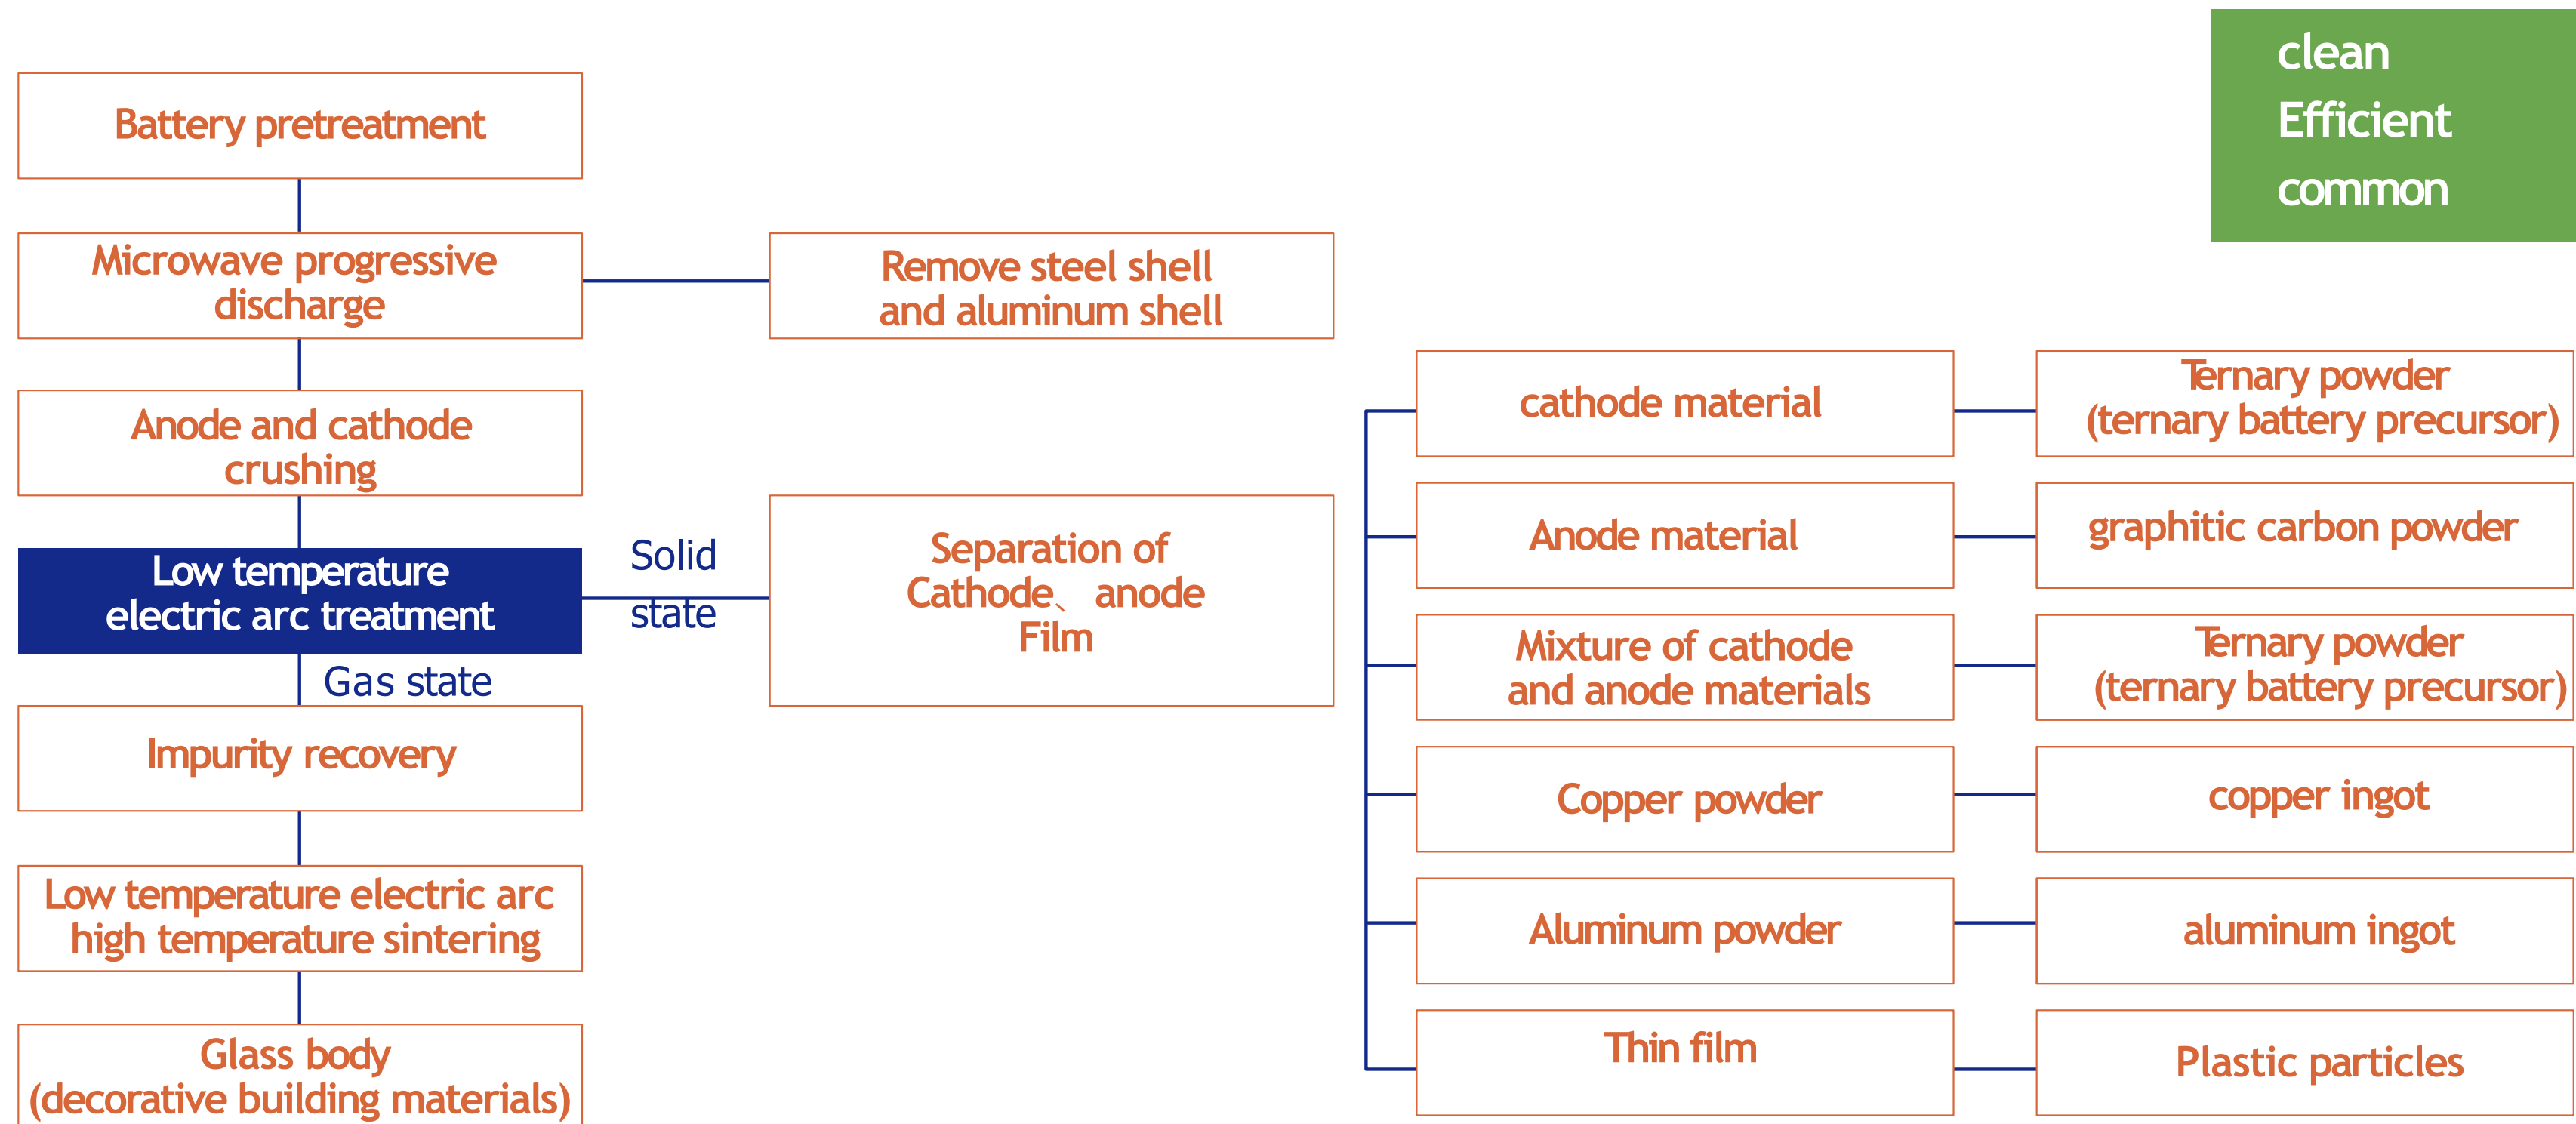 clean
Efficient
common
Battery pretreatment
Microwave progressive
discharge
Remove steel shell
and aluminum shell
Anode and cathode
crushing
Low temperature
electric arc treatment
Solid
state
Separation of
Cathode、 anode
Film
Gas state
Impurity recovery
Low temperature electric arc
high temperature sintering
Glass body
(decorative building materials)
cathode material
Ternary powder
(ternary battery precursor)
Anode material
graphitic carbon powder
Mixture of cathode
and anode materials
Ternary powder
(ternary battery precursor)
Copper powder
copper ingot
Aluminum powder
aluminum ingot
Thin film
Plastic particles